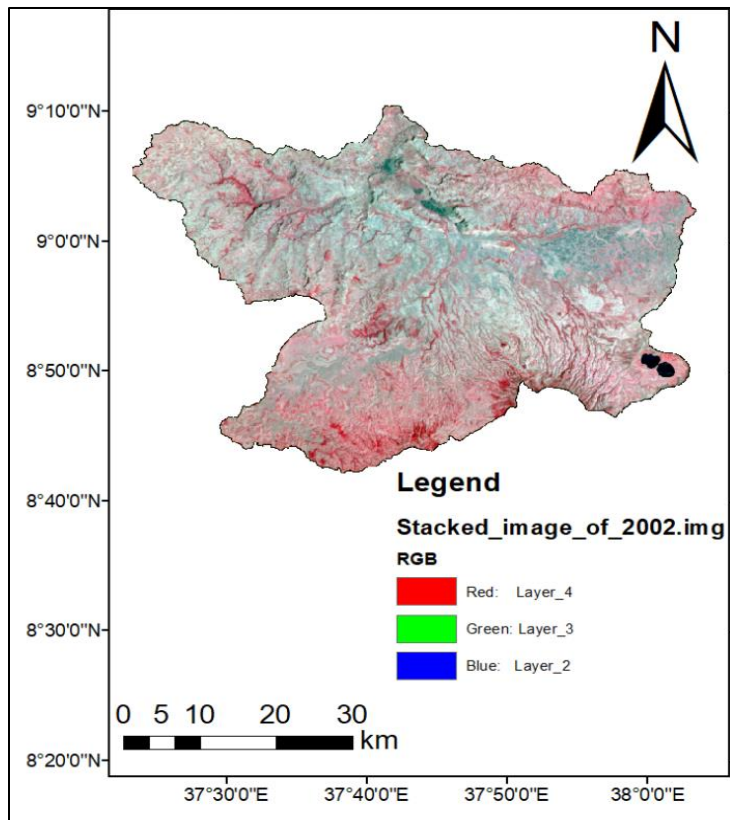 N
9°10'0"N
9°0'0"N
8°50'0"N
8°40'0"N
8°30'0"N
8°20'0"N
Legend
Stacked_image_of_2002.img
RGB
Red: Layer_4
Green: Layer_3
Blue: Layer_2
0 5 10 20 30
km
37°30'0"E 37°40'0"E 37°50'0"E 38°0'0"E